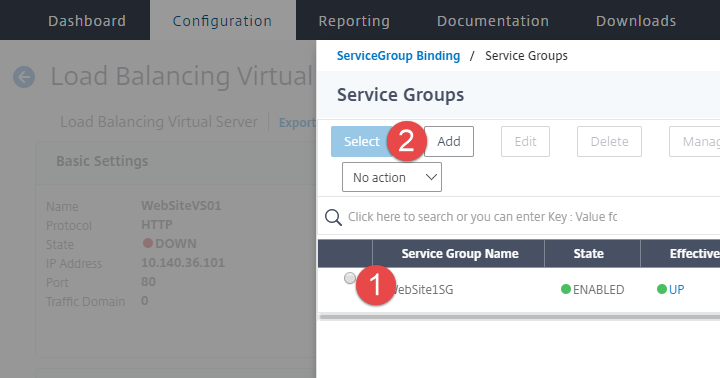 Dashboard Configuration Reporting Documentation Downloads
ServiceGroup Binding / Service Groups
Load Balancing Virtual
Service Groups
Load Balancing Virtual Server Export
Select 2 Add Edit Delete Manag
Basic Settings
No action
Name WebSiteVS01
Protocol HTTP
State DOWN
IP Address 10.140.36.101
Port 80
Traffic Domain 0
Click here to search or you can enter Key : Value fo
Service Group Name State Effective
1 WebSite1SG ENABLED UP